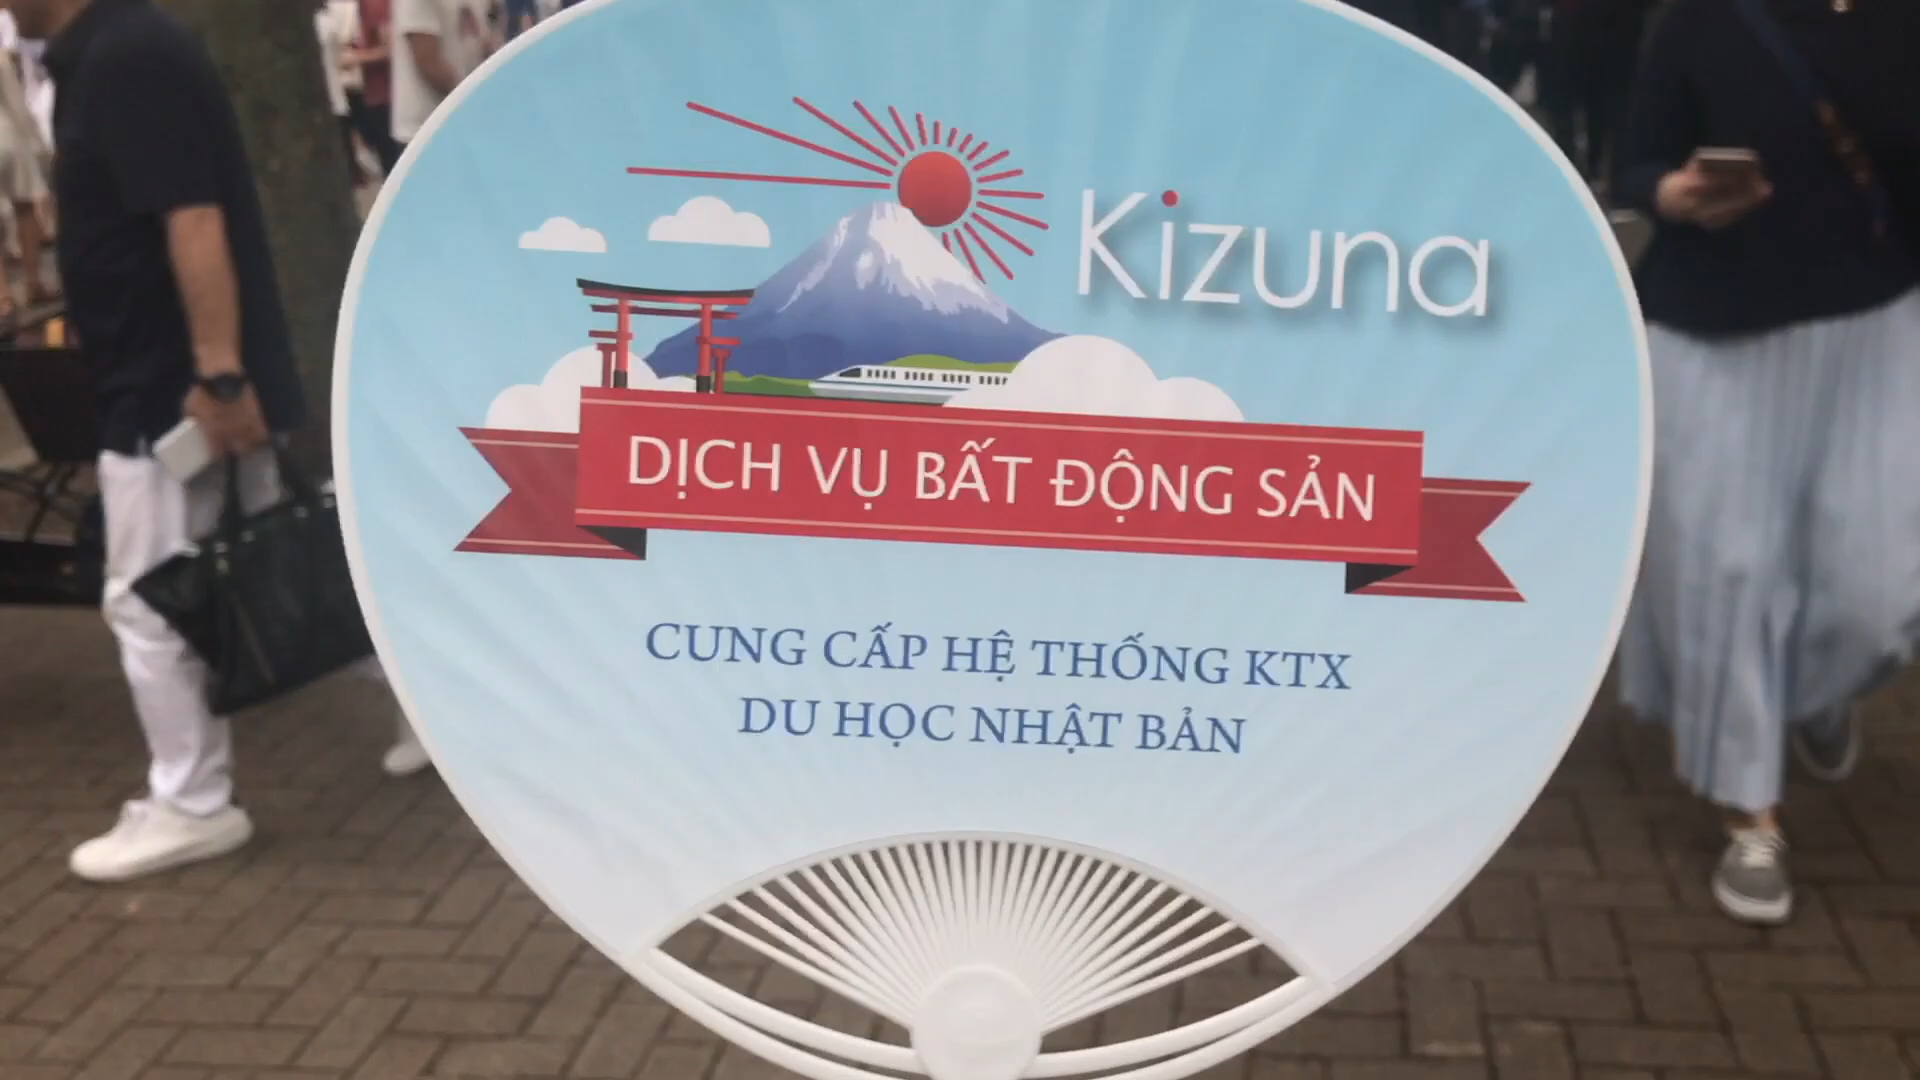 Kizuna
DỊCH VỤ BẤT ĐỘNG SẢN
CUNG CẤP HỆ THỐNG KTX
DU HỌC NHẬT BẢN